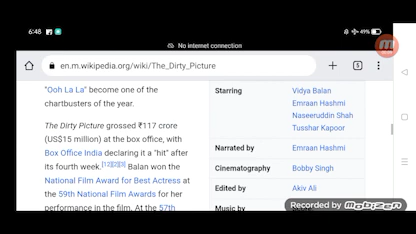 6:48
49%
No internet connection
en.m.wikipedia.org/wiki/The_Dirty_Picture
5
"Ooh La La" become one of the
chartbusters of the year.
The Dirty Picture grossed ₹117 crore
(US$15 million) at the box office, with
Box Office India declaring it a "hit" after
its fourth week.[12][2][3] Balan won the
National Film Award for Best Actress at
the 59th National Film Awards for her
performance in the film. At the 57th
Starring
Vidya Balan
Emraan Hashmi
Naseeruddin Shah
Tusshar Kapoor
Narrated by
Emraan Hashmi
Cinematography
Bobby Singh
Edited by
Akiv Ali
Music by
Recorded by mobizen